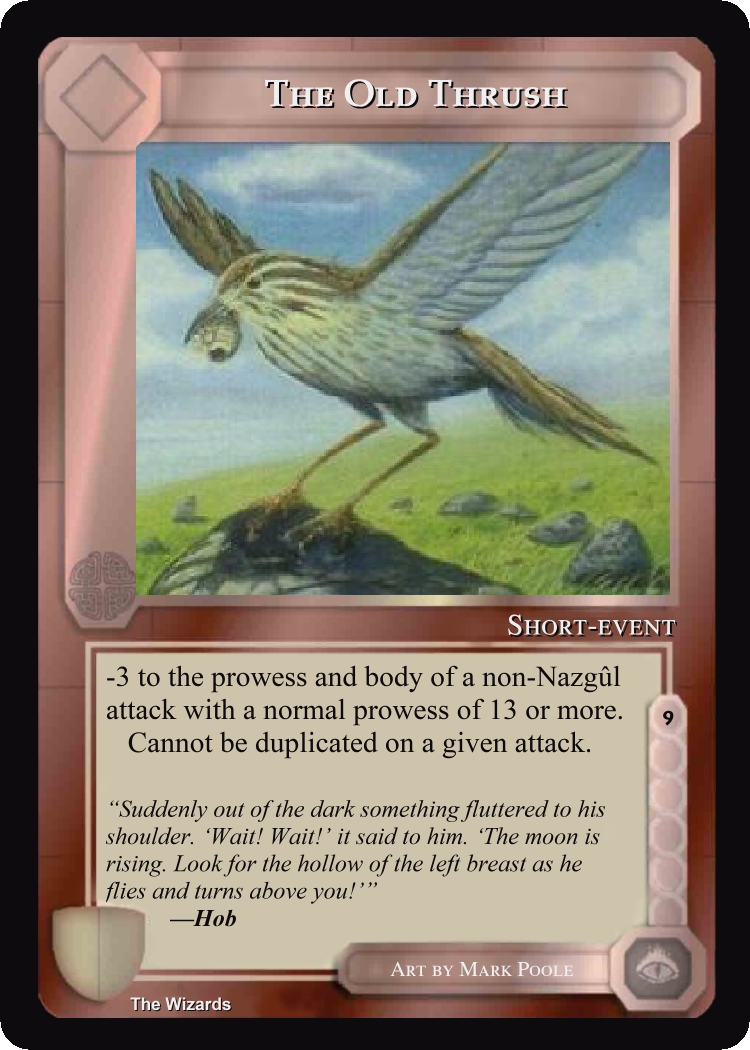 The Old Thrush
Short-event
-3 to the prowess and body of a non-Nazgûl
attack with a normal prowess of 13 or more.
Cannot be duplicated on a given attack.
9
“Suddenly out of the dark something fluttered to his
shoulder. ‘Wait! Wait!’ it said to him. ‘The moon is
rising. Look for the hollow of the left breast as he
flies and turns above you!’”
—Hob
Art by Mark Poole
The Wizards